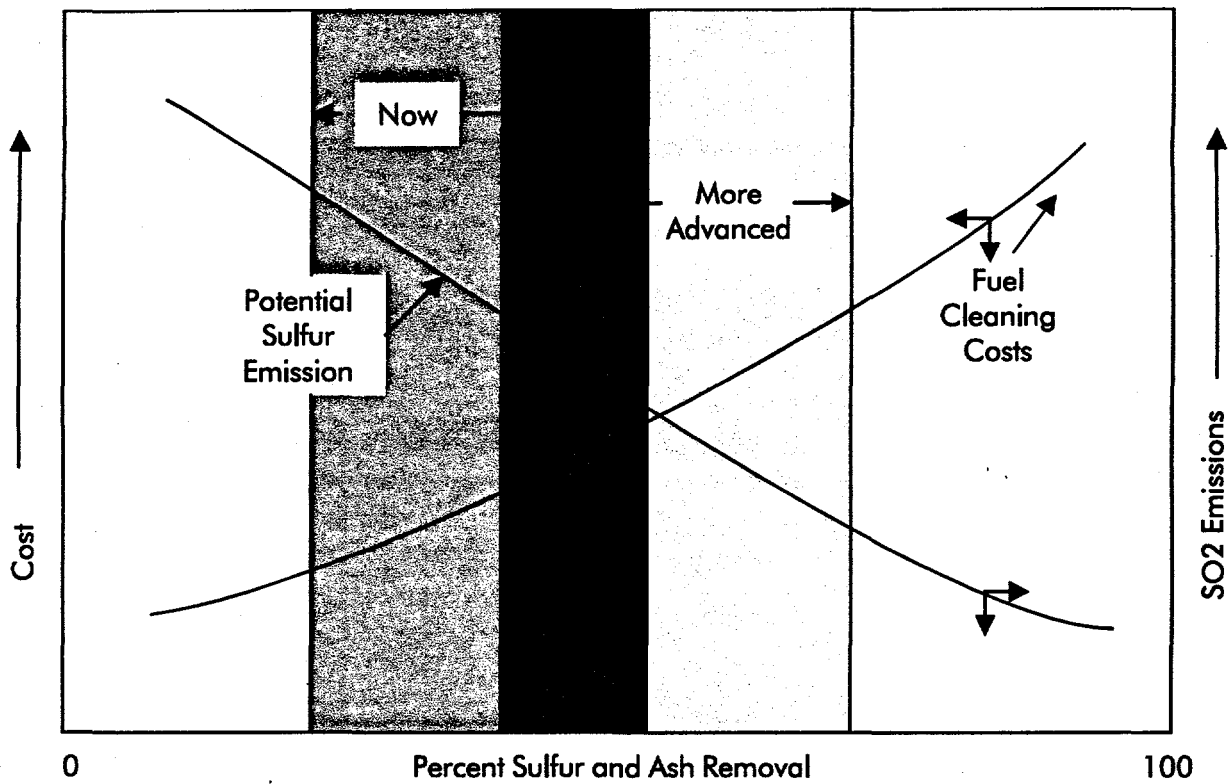 Now
More
Advanced
Potential
Sulfur
Emission
Fuel
Cleaning
Costs
Cost
SO2 Emissions
0
Percent Sulfur and Ash Removal
100